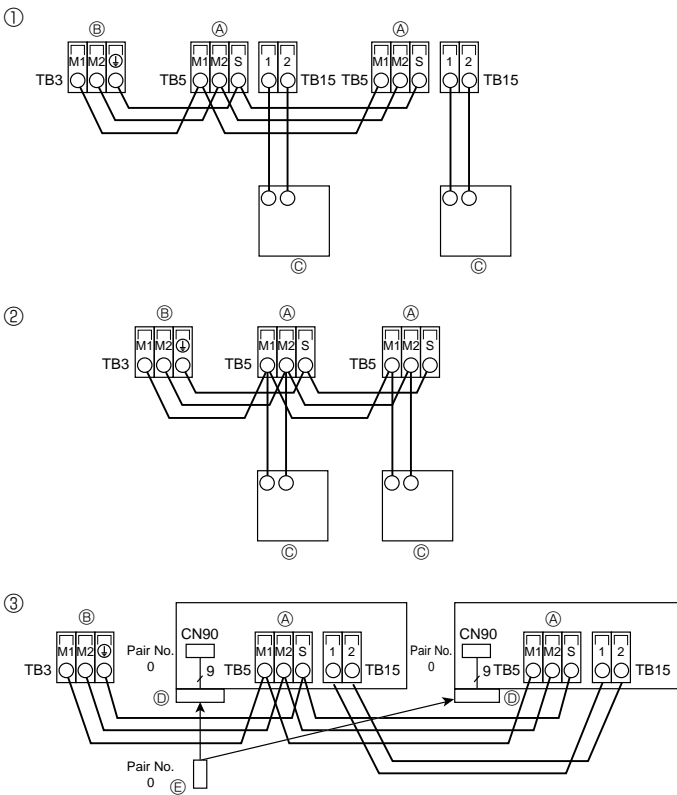 ①
Ⓑ Ⓐ Ⓐ
M1 M2 ⏚ M1 M2 S 1 2 M1 M2 S 1 2
TB3 TB5 TB15 TB5 TB15
Ⓒ Ⓒ
②
Ⓑ Ⓐ Ⓐ
M1 M2 ⏚ M1 M2 S M1 M2 S
TB3 TB5 TB5
Ⓒ Ⓒ
③
Ⓑ Ⓐ Ⓐ
CN90 CN90
M1 M2 ⏚ M1 M2 S 1 2 M1 M2 S 1 2
Pair No. Pair No.
0 0
TB3 9 TB5 TB15 9 TB5 TB15
Ⓓ Ⓓ
Pair No.
0 Ⓔ